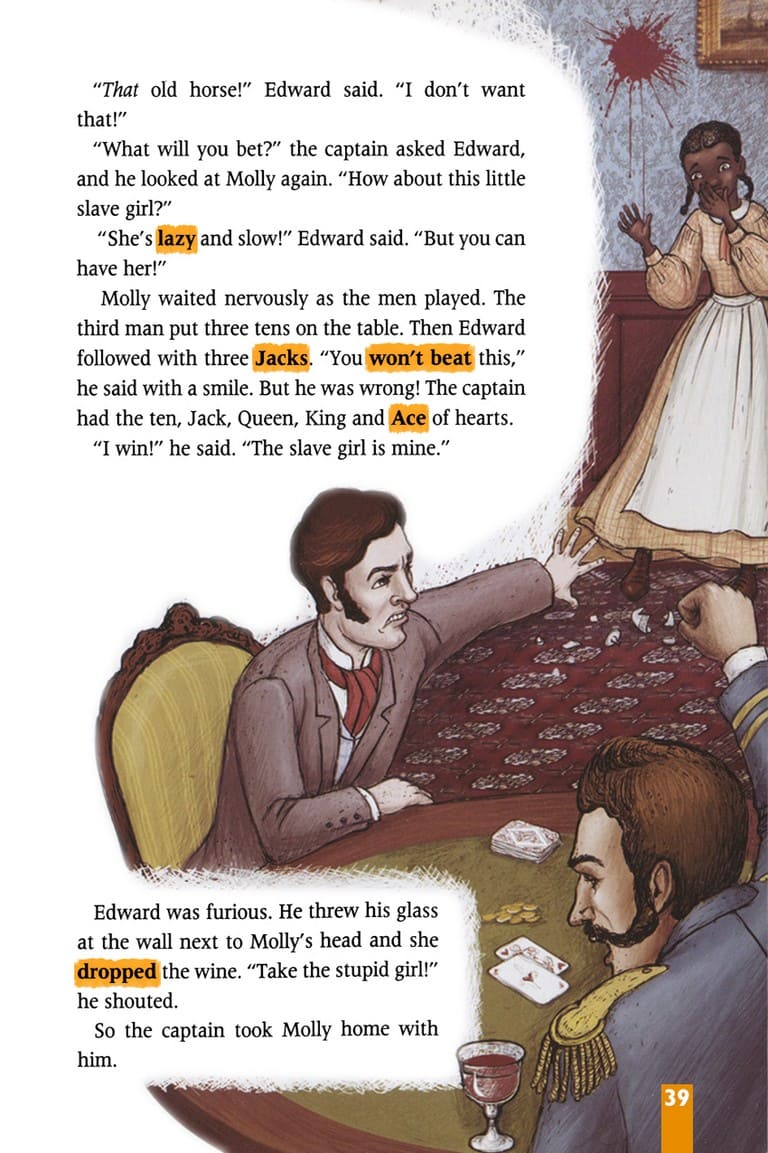 “That old horse!” Edward said. “I don’t want
that!”
“What will you bet?” the captain asked Edward,
and he looked at Molly again. “How about this little
slave girl?”
“She’s lazy and slow!” Edward said. “But you can
have her!”
Molly waited nervously as the men played. The
third man put three tens on the table. Then Edward
followed with three Jacks. “You won’t beat this,”
he said with a smile. But he was wrong! The captain
had the ten, Jack, Queen, King and Ace of hearts.
“I win!” he said. “The slave girl is mine.”
Edward was furious. He threw his glass
at the wall next to Molly’s head and she
dropped the wine. “Take the stupid girl!”
he shouted.
So the captain took Molly home with
him.
39